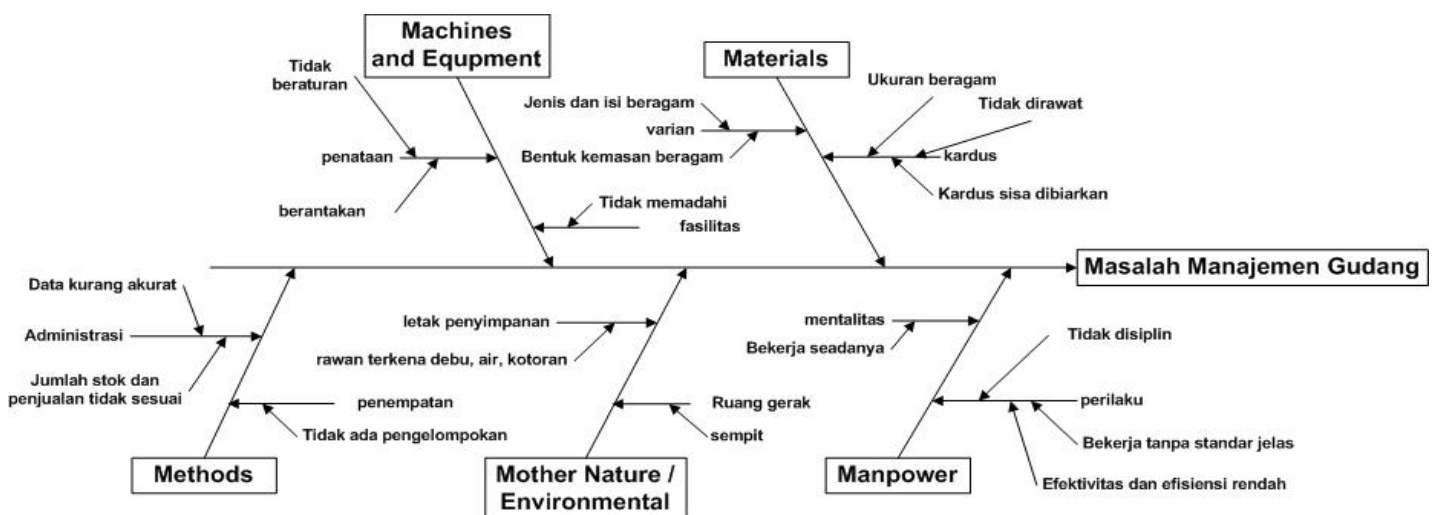 Machines
and Equpment
Materials
Tidak
beraturan
penataan
berantakan
Tidak memadahi
fasilitas
Jenis dan isi beragam
varian
Bentuk kemasan beragam
Ukuran beragam
Tidak dirawat
kardus
Kardus sisa dibiarkan
Masalah Manajemen Gudang
Data kurang akurat
Administrasi
Jumlah stok dan
penjualan tidak sesuai
penempatan
Tidak ada pengelompokan
letak penyimpanan
rawan terkena debu, air, kotoran
Ruang gerak
sempit
mentalitas
Bekerja seadanya
Tidak disiplin
perilaku
Bekerja tanpa standar jelas
Efektivitas dan efisiensi rendah
Methods
Mother Nature /
Environmental
Manpower